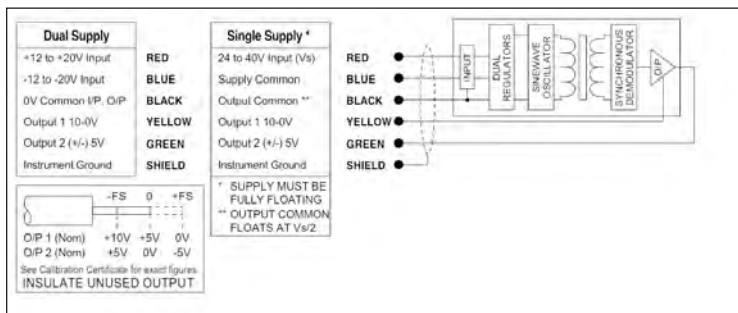 Dual Supply
+12 to +20V Input RED
-12 to -20V Input BLUE
0V Common I/P, O/P BLACK
Output 1 10-0V YELLOW
Output 2 (+/-) 5V GREEN
Instrument Ground SHIELD
-FS 0 +FS
O/P 1 (Nom) +10V +5V 0V
O/P 2 (Nom) +5V 0V -5V
See Calibration Certificate for exact figures
INSULATE UNUSED OUTPUT
Single Supply *
24 to 40V Input (Vs) RED
Supply Common BLUE
Output Common ** BLACK
Output 1 10-0V YELLOW
Output 2 (+/-) 5V GREEN
Instrument Ground SHIELD
* SUPPLY MUST BE
FULLY FLOATING
** OUTPUT COMMON
FLOATS AT Vs/2
INPUT
DUAL
REGULATORS
SINEWAVE
OSCILLATOR
SYNCHRONOUS
DEMODULATOR
O/P